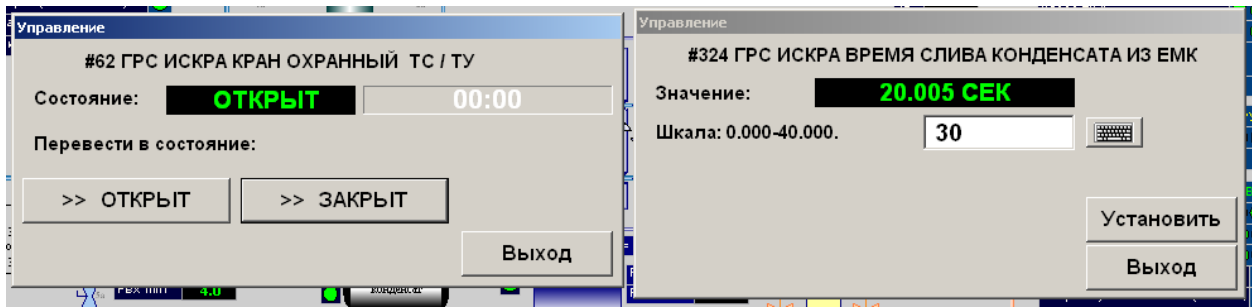 Управление
#62 ГРС ИСКРА КРАН ОХРАННЫЙ ТС / ТУ
Состояние: ОТКРЫТ 00:00
Перевести в состояние:
>> ОТКРЫТ >> ЗАКРЫТ
Выход
Управление
#324 ГРС ИСКРА ВРЕМЯ СЛИВА КОНДЕНСАТА ИЗ ЕМК
Значение: 20.005 СЕК
Шкала: 0.000-40.000. 30
Установить
Выход
4.0
конденсат